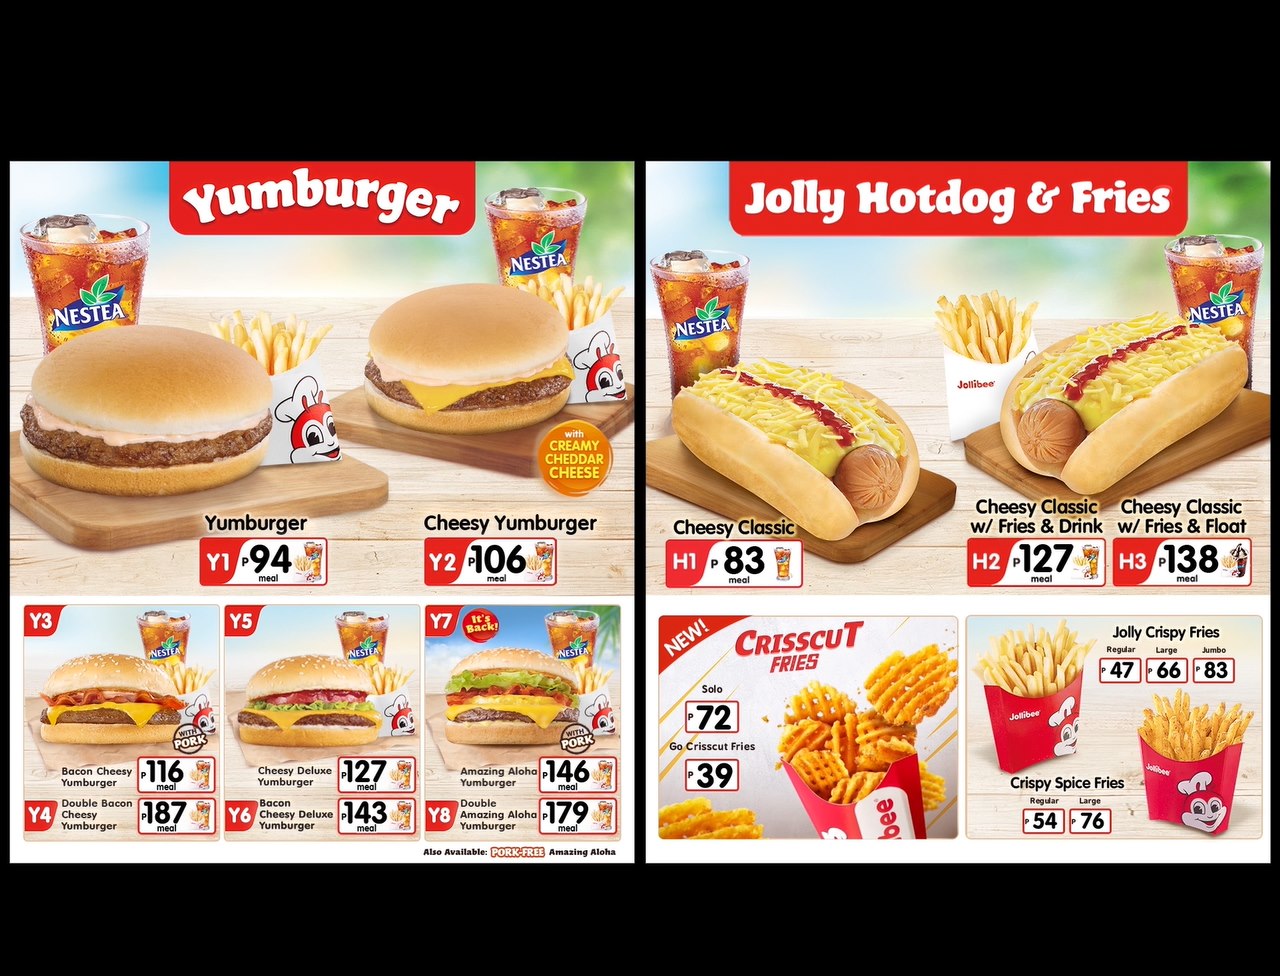 Yumburger
NESTEA
NESTEA
with
CREAMY
CHEDDAR
CHEESE
Yumburger
Y1 P94
meal
Cheesy Yumburger
Y2 P106
meal
Y3
NESTEA
WITH
PORK
Bacon Cheesy
Yumburger
P116
meal
Y4
Double Bacon
Cheesy
Yumburger
P187
meal
Y5
NESTEA
Cheesy Deluxe
Yumburger
P127
meal
Y6
Bacon
Cheesy Deluxe
Yumburger
P143
meal
Y7
It's
Back!
NESTEA
WITH
PORK
Amazing Aloha
Yumburger
P146
meal
Y8
Double
Amazing Aloha
Yumburger
P179
meal
Also Available: PORK-FREE Amazing Aloha
Jolly Hotdog & Fries
NESTEA
Jollibee
NESTEA
Cheesy Classic
H1 P83
meal
Cheesy Classic
w/ Fries & Drink
H2 P127
meal
Cheesy Classic
w/ Fries & Float
H3 P138
meal
NEW!
CRISSCUT
FRIES
Solo
P72
Go Crisscut Fries
P39
bee
Jollibee
Jolly Crispy Fries
Regular Large Jumbo
P47 P66 P83
Jollibee
Crispy Spice Fries
Regular Large
P54 P76